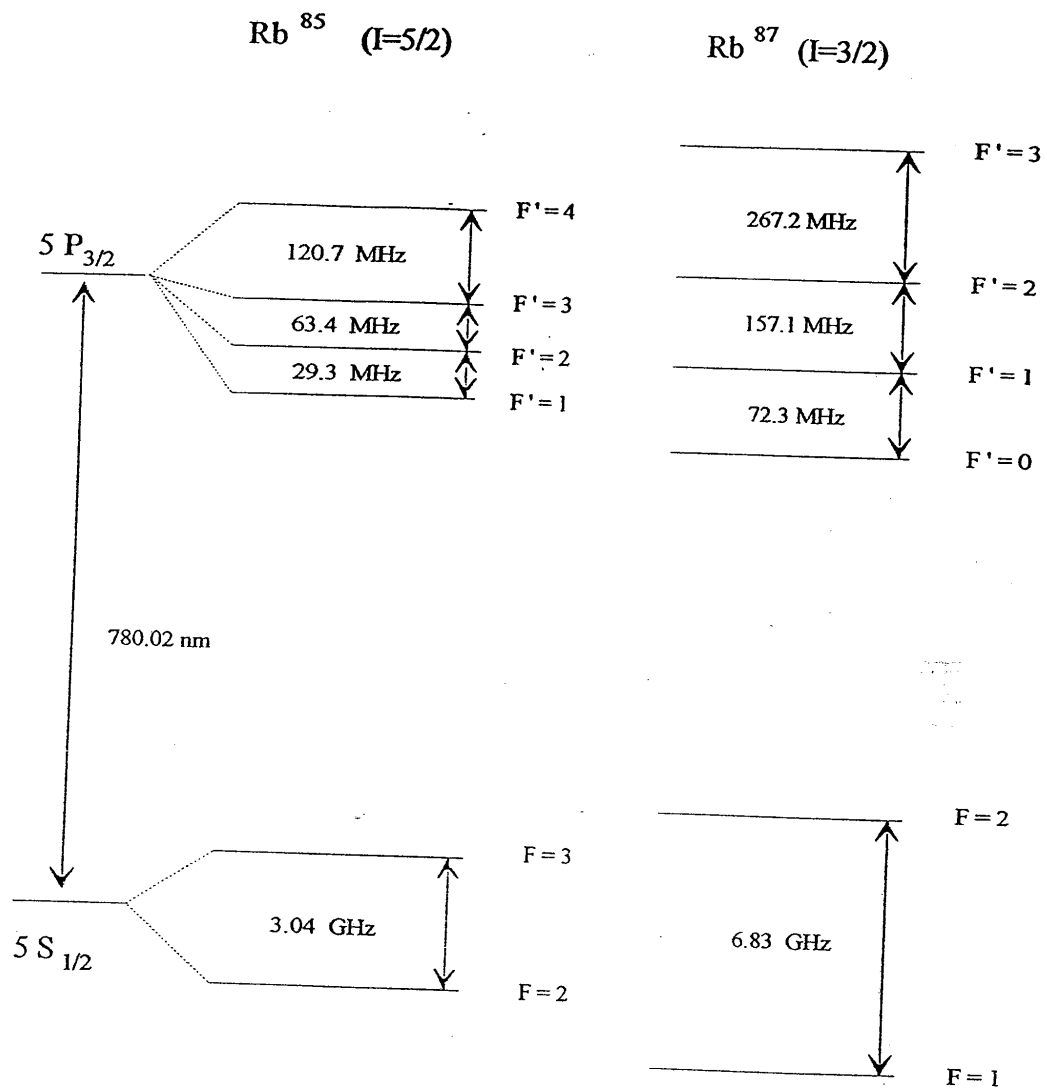 Rb 85 (I=5/2)
Rb 87 (I=3/2)
F'=3
F'=4
267.2 MHz
5 P3/2
120.7 MHz
F'=2
F'=3
63.4 MHz
157.1 MHz
F'=2
29.3 MHz
F'=1
F'=1
72.3 MHz
F'=0
780.02 nm
F=2
F=3
3.04 GHz
6.83 GHz
5 S 1/2
F=2
F=1